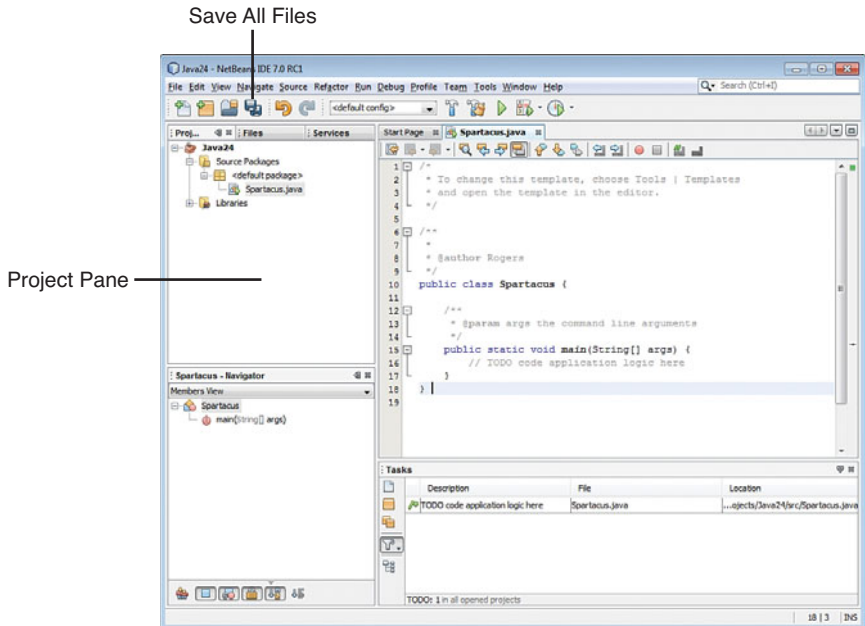 Save All Files
Java24 - NetBeans IDE 7.0 RC1
File Edit View Navigate Source Refactor Run Debug Profile Team Tools Window Help
Search (Ctrl+I)
<default config>
Proj... Files Services
Java24
Source Packages
<default package>
Spartacus.java
Libraries
Project Pane
Start Page Spartacus.java
1 /*
2 * To change this template, choose Tools | Templates
3 * and open the template in the editor.
4 */
5
6 /**
7 *
8 * @author Rogers
9 */
10 public class Spartacus {
11
12 /**
13 * @param args the command line arguments
14 */
15 public static void main(String[] args) {
16 // TODO code application logic here
17 }
18 }
19
Spartacus - Navigator
Members View
Spartacus
main(String[] args)
Tasks
Description File Location
TODO code application logic here Spartacus.java ...ojects/Java24/src/Spartacus.java
TODO: 1 in all opened projects
18 | 3 INS